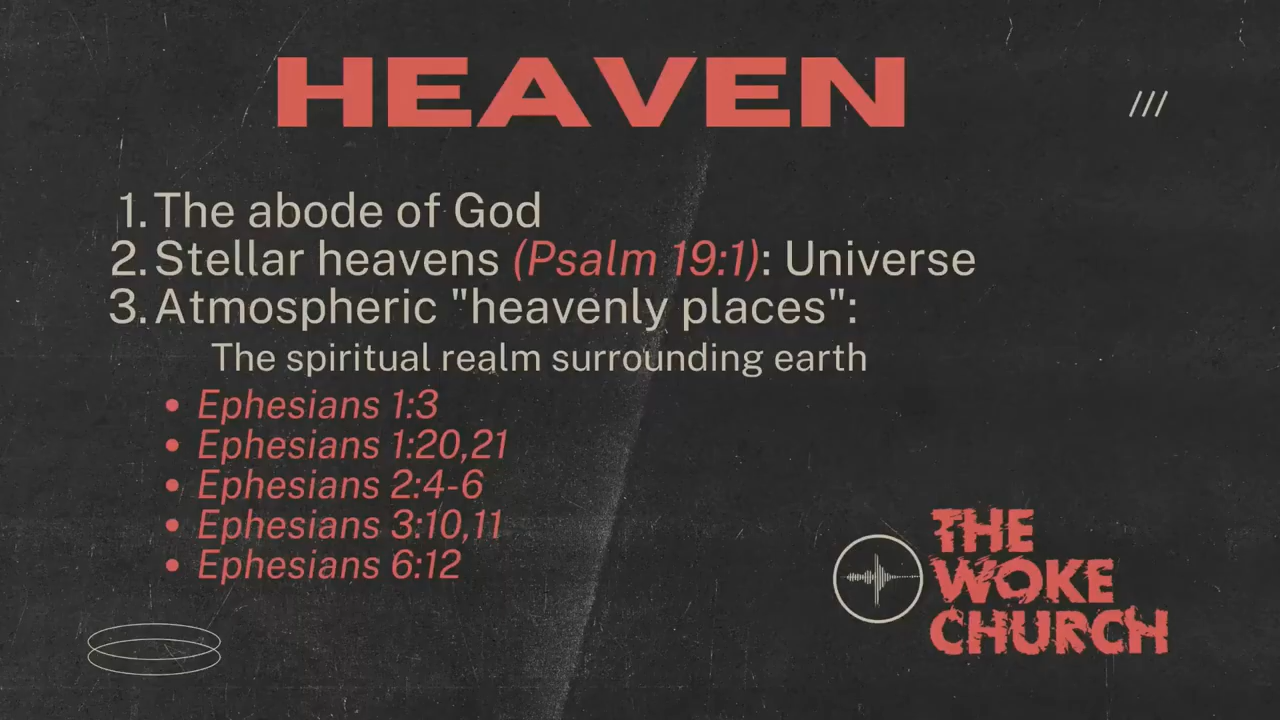 HEAVEN
///
1. The abode of God
2. Stellar heavens (Psalm 19:1): Universe
3. Atmospheric "heavenly places":
The spiritual realm surrounding earth
• Ephesians 1:3
• Ephesians 1:20,21
• Ephesians 2:4-6
• Ephesians 3:10,11
• Ephesians 6:12
THE
WOKE
CHURCH